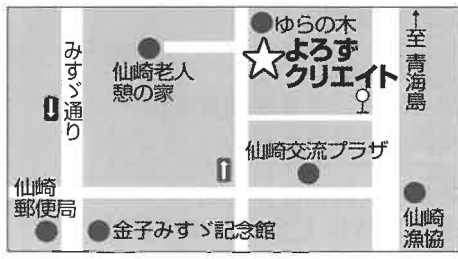 ゆらの木
よろず
クリエイト
↑至 青海島
みすゞ通り
仙崎老人
憩の家
仙崎交流プラザ
仙崎
郵便局
金子みすゞ記念館
仙崎
漁協